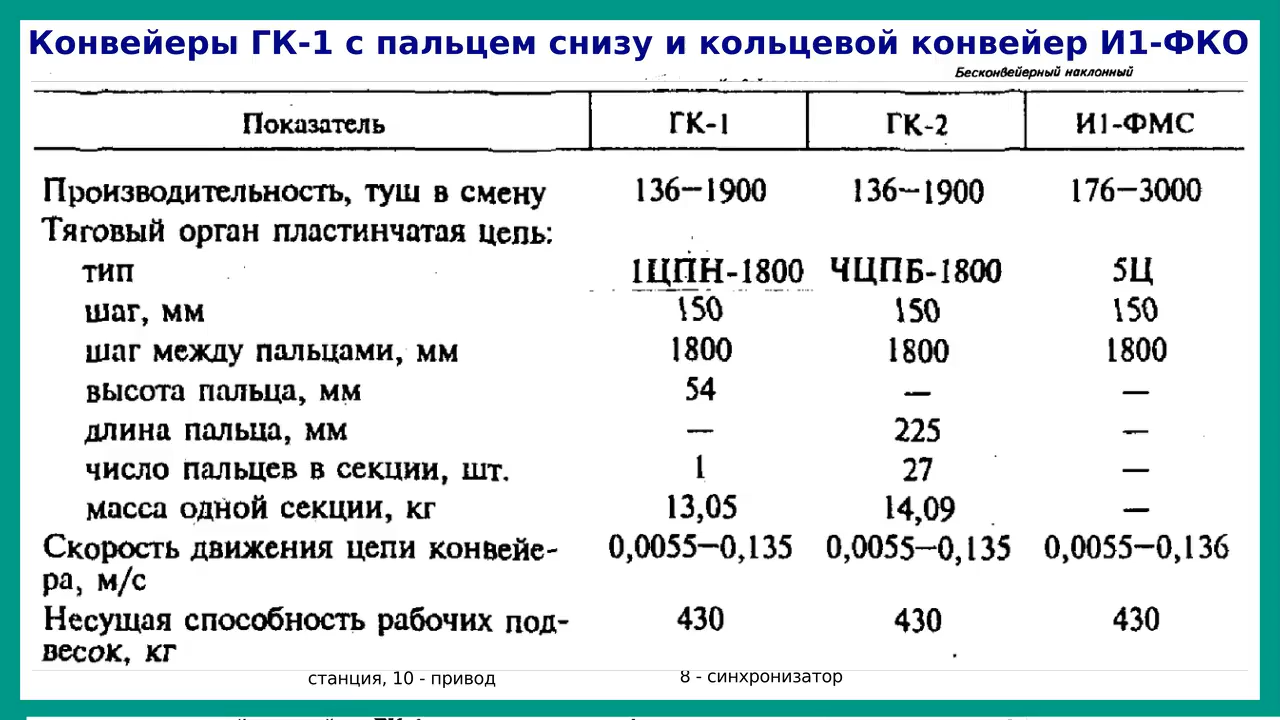 Конвейеры ГК-1 с пальцем снизу и кольцевой конвейер И1-ФКО
Бесконвейерный наклонный
Показатель ГК-1 ГК-2 И1-ФМС
Производительность, туш в смену 136—1900 136—1900 176—3000
Тяговый орган пластинчатая цепь:
тип 1ЦПН-1800 ЧЦПБ-1800 5Ц
шаг, мм 150 150 150
шаг между пальцами, мм 1800 1800 1800
высота пальца, мм 54 — —
длина пальца, мм — 225 —
число пальцев в секции, шт. 1 27 —
масса одной секции, кг 13,05 14,09 —
Скорость движения цепи конвейе- 0,0055—0,135 0,0055—0,135 0,0055—0,136
ра, м/с
Несущая способность рабочих под- 430 430 430
весок, кг
станция, 10 - привод 8 - синхронизатор